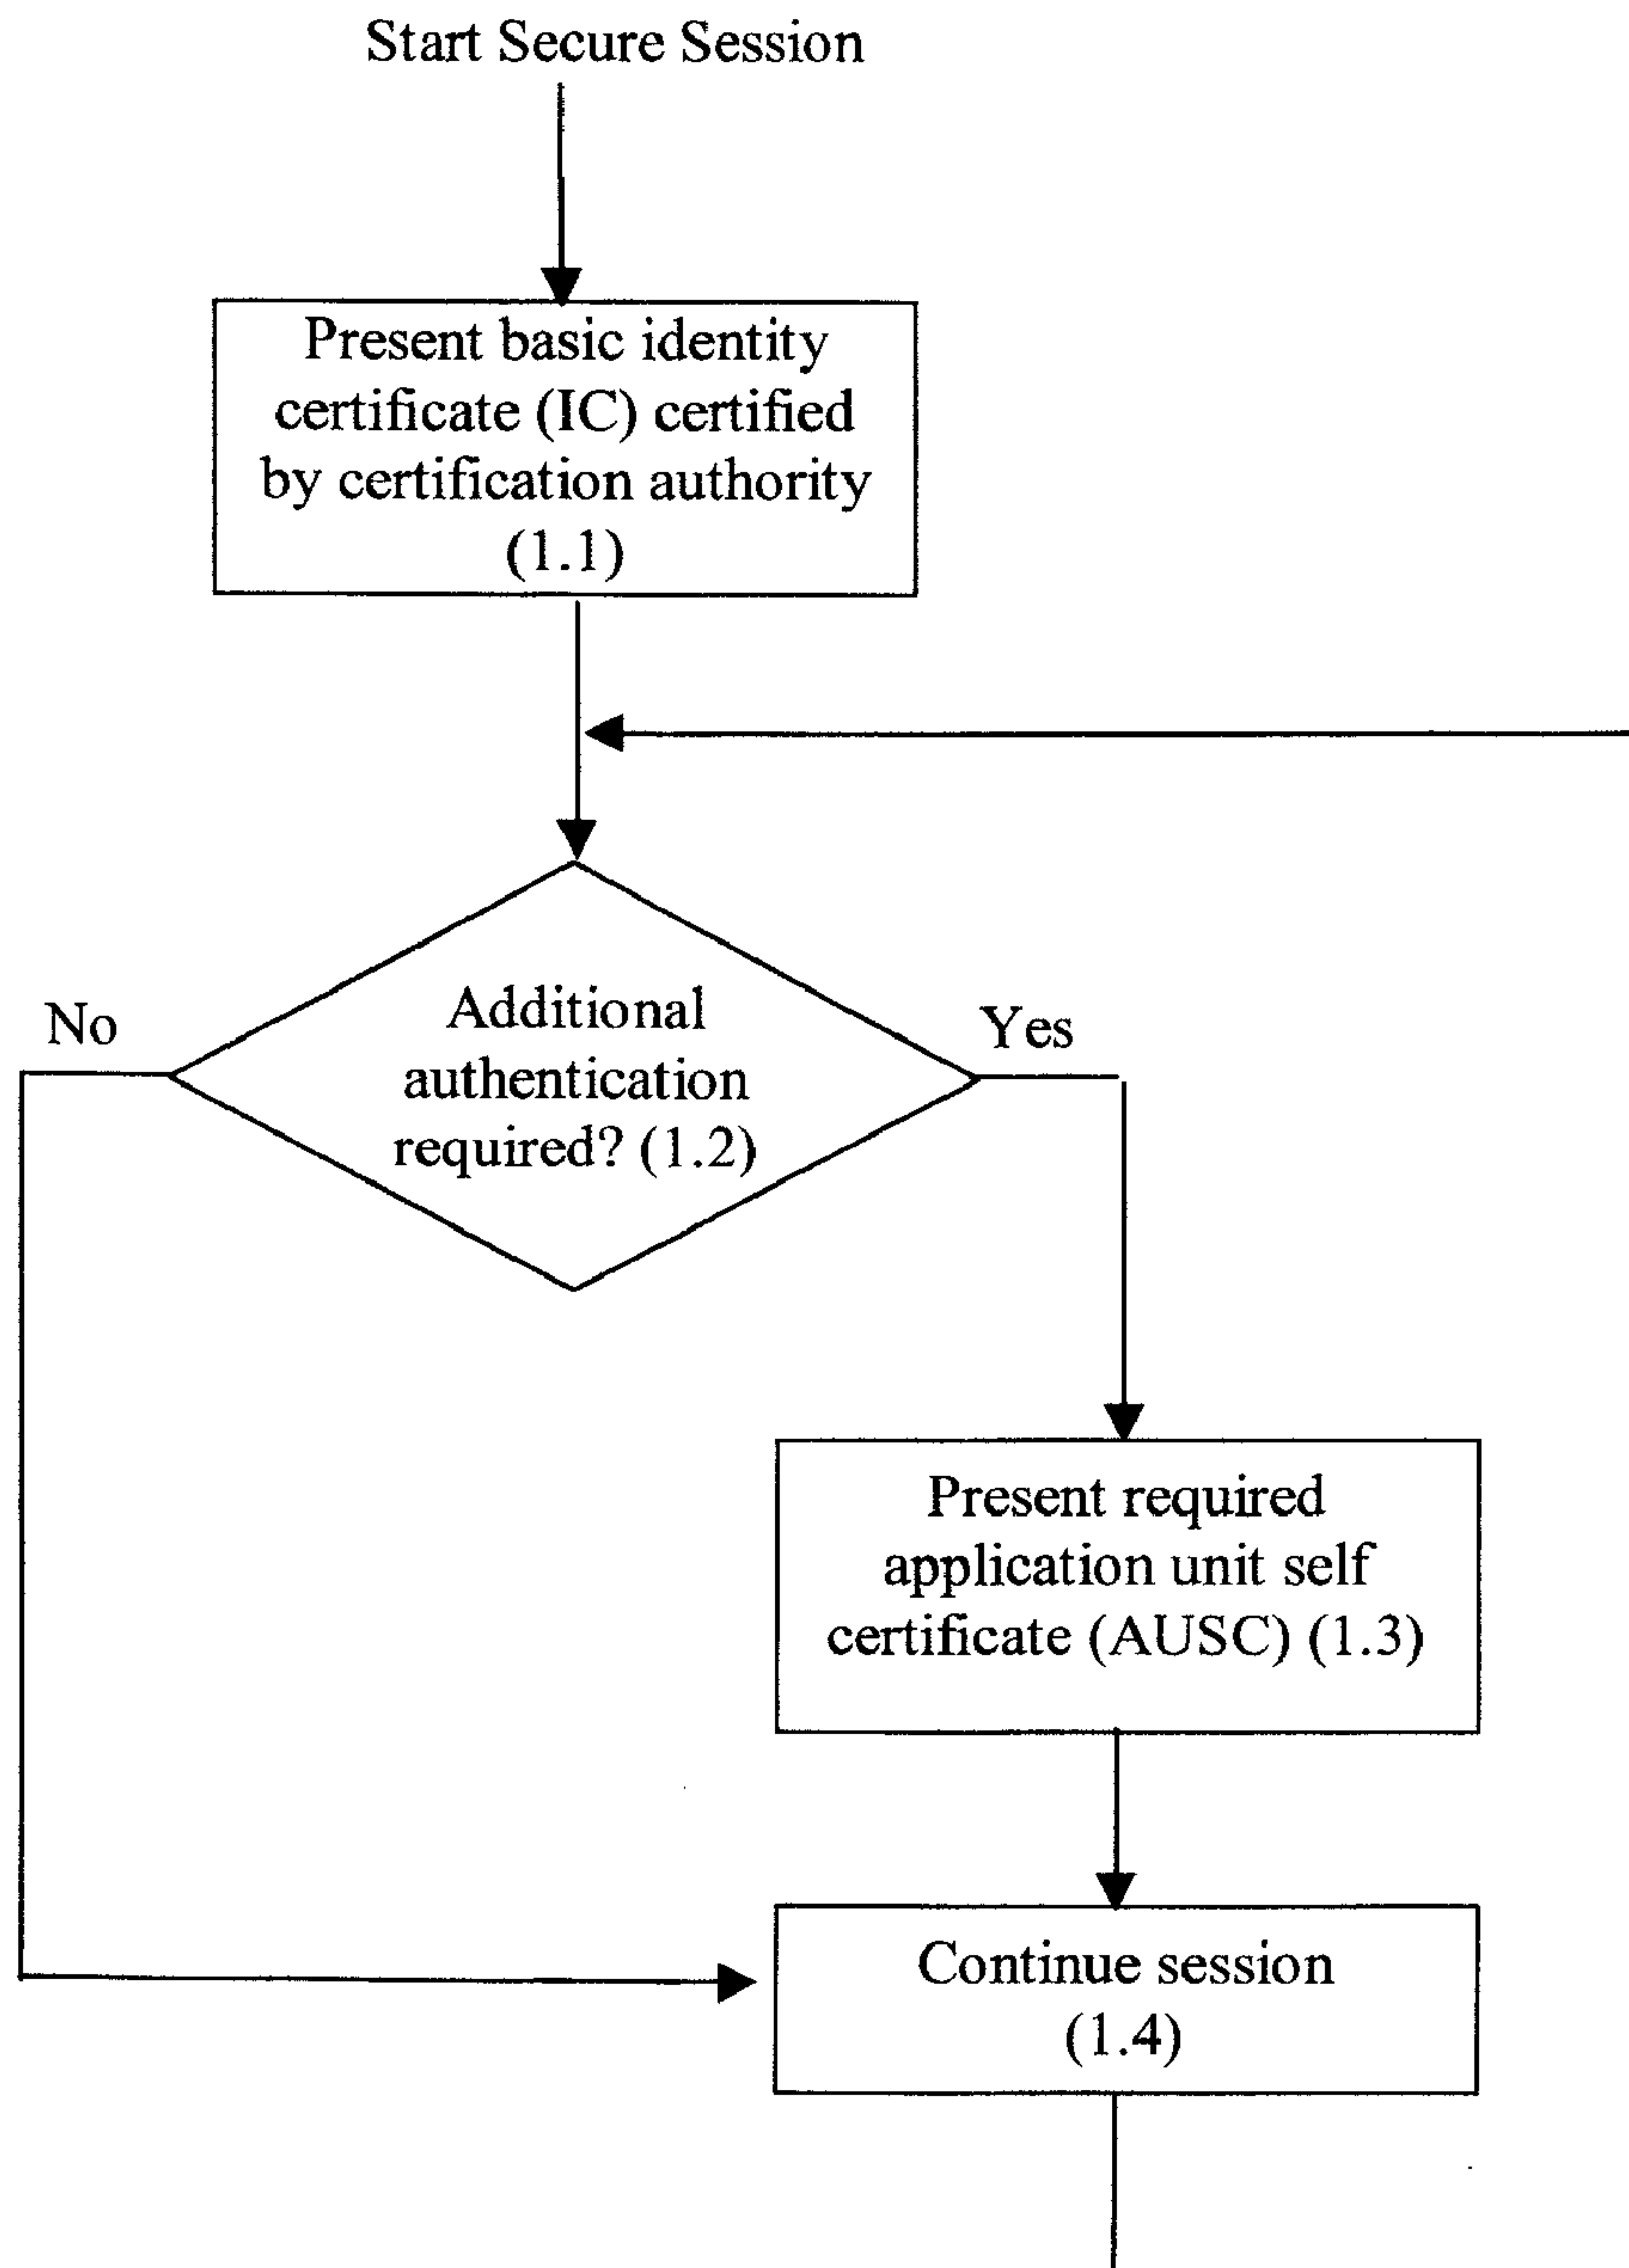 Start Secure Session
Present basic identity
certificate (IC) certified
by certification authority
(1.1)
Additional
authentication
required? (1.2)
No
Yes
Present required
application unit self
certificate (AUSC) (1.3)
Continue session
(1.4)